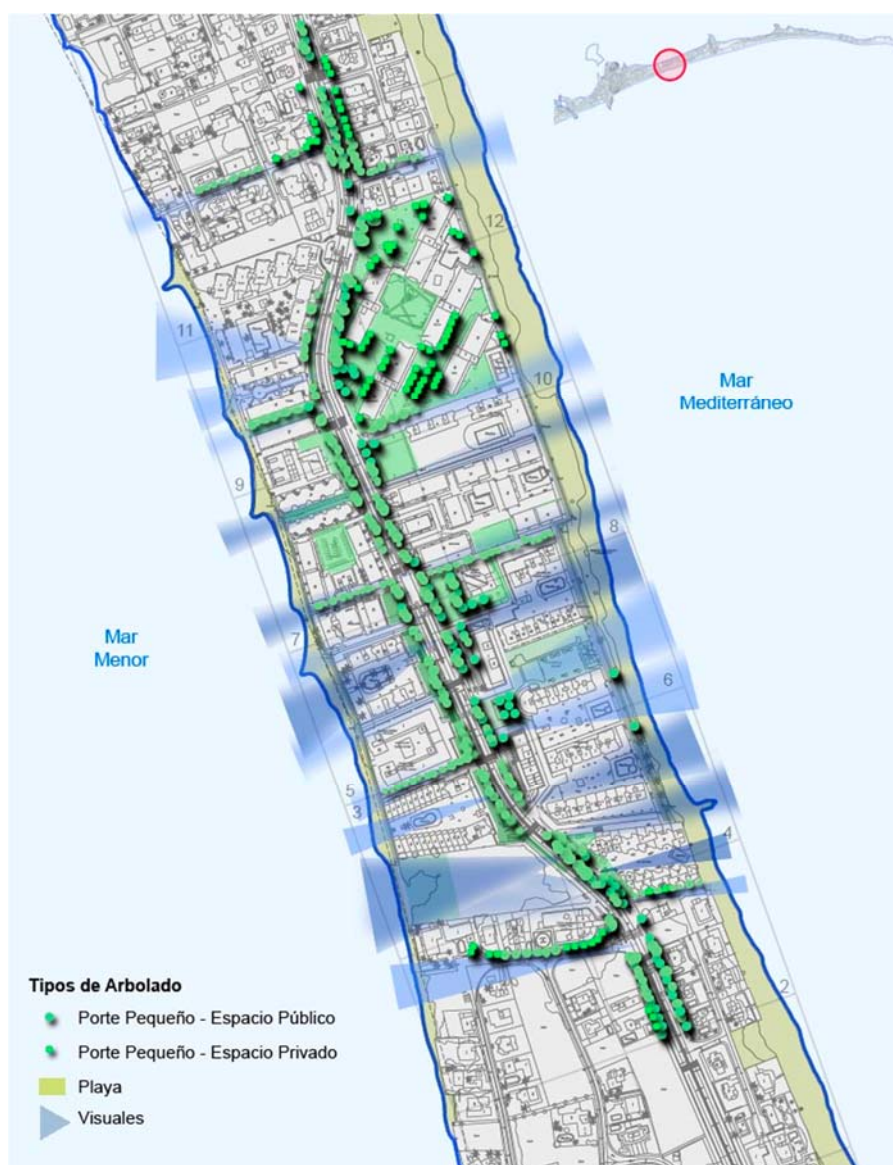 12
11
Mar
Mediterráneo
10
9
8
Mar
Menor
7
6
5
3
4
Tipos de Arbolado
Porte Pequeño - Espacio Público
Porte Pequeño - Espacio Privado
Playa
Visuales
2